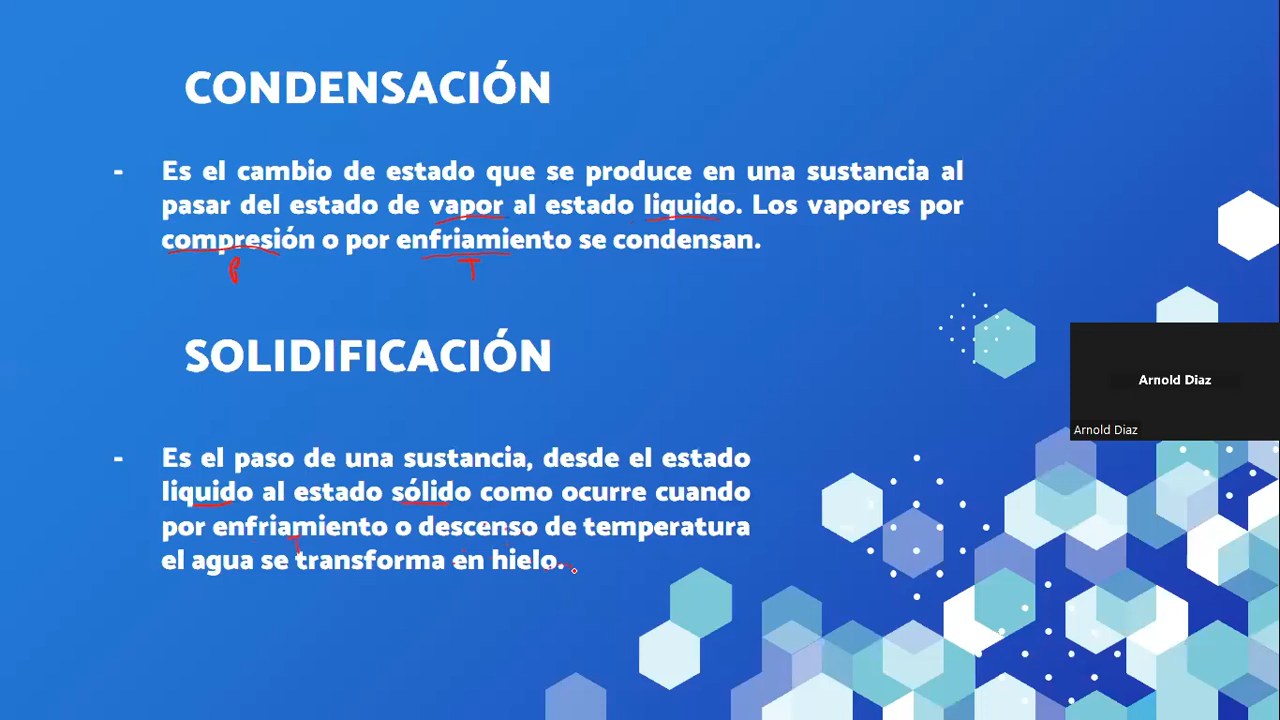 CONDENSACIÓN
- Es el cambio de estado que se produce en una sustancia al
pasar del estado de vapor al estado liquido. Los vapores por
compresión o por enfriamiento se condensan.
P T
SOLIDIFICACIÓN
Arnold Diaz
Arnold Diaz
- Es el paso de una sustancia, desde el estado
liquido al estado sólido como ocurre cuando
por enfriamiento o descenso de temperatura
T
el agua se transforma en hielo.